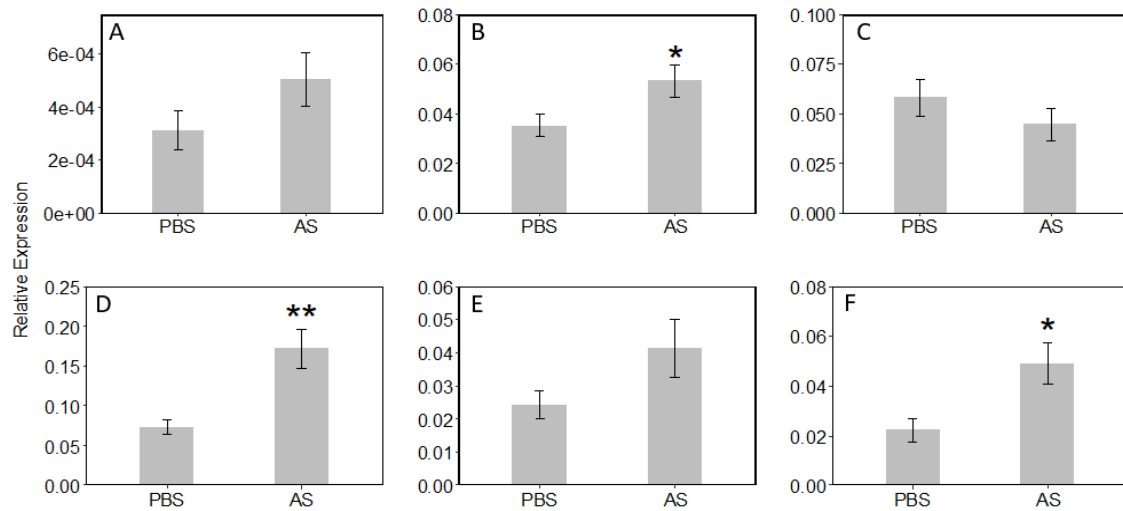 Relative Expression
A
6e-04
4e-04
2e-04
0e+00
PBS AS
B
*
0.08
0.06
0.04
0.02
0.00
PBS AS
C
0.100
0.075
0.050
0.025
0.000
PBS AS
D
**
0.25
0.20
0.15
0.10
0.05
0.00
PBS AS
E
0.06
0.05
0.04
0.03
0.02
0.01
0.00
PBS AS
F
*
0.08
0.06
0.04
0.02
0.00
PBS AS